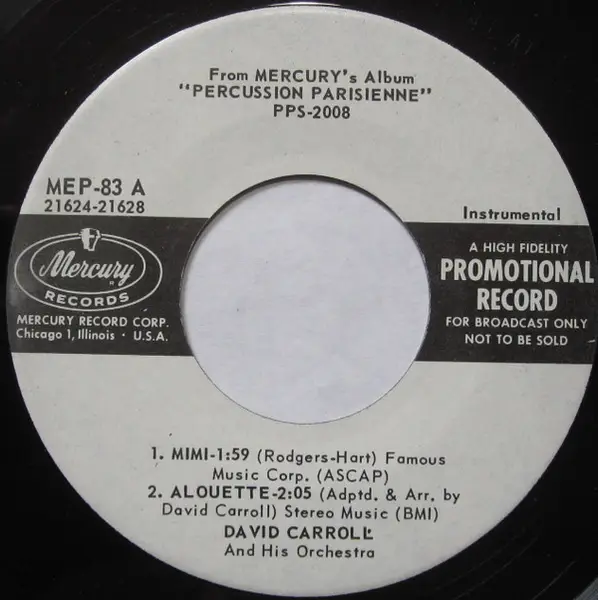 From MERCURY's Album
"PERCUSSION PARISIENNE"
PPS-2008
MEP-83 A
21624-21628
Instrumental
Mercury
RECORDS
MERCURY RECORD CORP.
Chicago 1, Illinois · U.S.A.
A HIGH FIDELITY
PROMOTIONAL
RECORD
FOR BROADCAST ONLY
NOT TO BE SOLD
1. MIMI-1:59 (Rodgers-Hart) Famous
Music Corp. (ASCAP)
2. ALOUETTE-2:05 (Adptd. & Arr. by
David Carroll) Stereo Music (BMI)
DAVID CARROLL
And His Orchestra